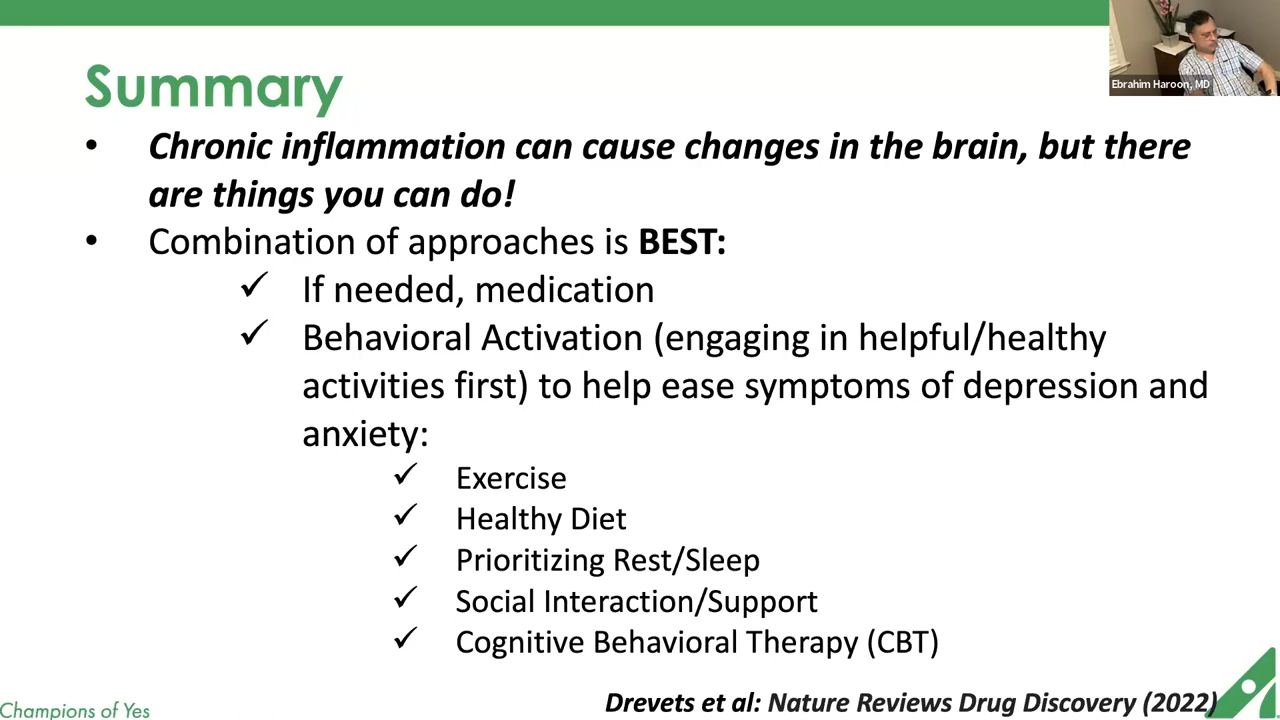 Ebrahim Haroon, MD
Summary
• Chronic inflammation can cause changes in the brain, but there
are things you can do!
• Combination of approaches is BEST:
✓ If needed, medication
✓ Behavioral Activation (engaging in helpful/healthy
activities first) to help ease symptoms of depression and
anxiety:
✓ Exercise
✓ Healthy Diet
✓ Prioritizing Rest/Sleep
✓ Social Interaction/Support
✓ Cognitive Behavioral Therapy (CBT)
Drevets et al: Nature Reviews Drug Discovery (2022)
Champions of Yes